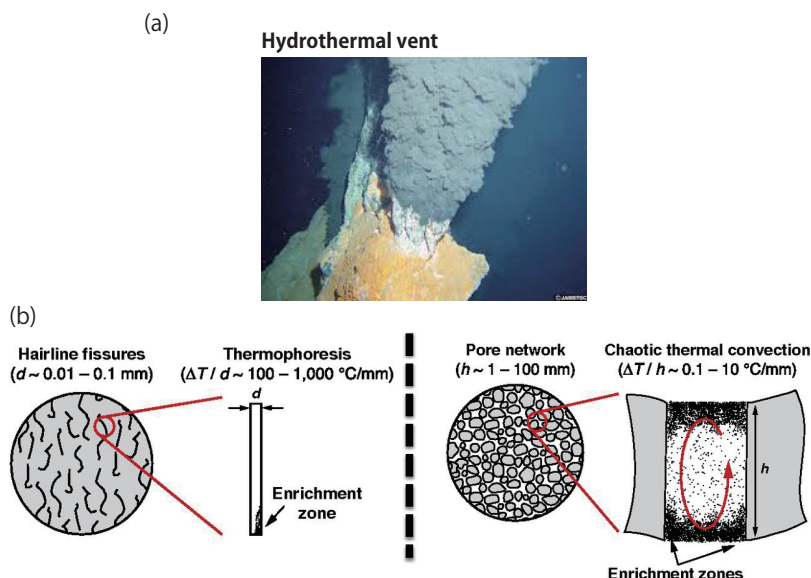 (a)
Hydrothermal vent
© JAMSTEC
(b)
Hairline fissures
(d ~ 0.01 – 0.1 mm)
Thermophoresis
(ΔT / d ~ 100 – 1,000 °C/mm)
d
Enrichment
zone
Pore network
(h ~ 1 – 100 mm)
Chaotic thermal convection
(ΔT / h ~ 0.1 – 10 °C/mm)
h
Enrichment zones